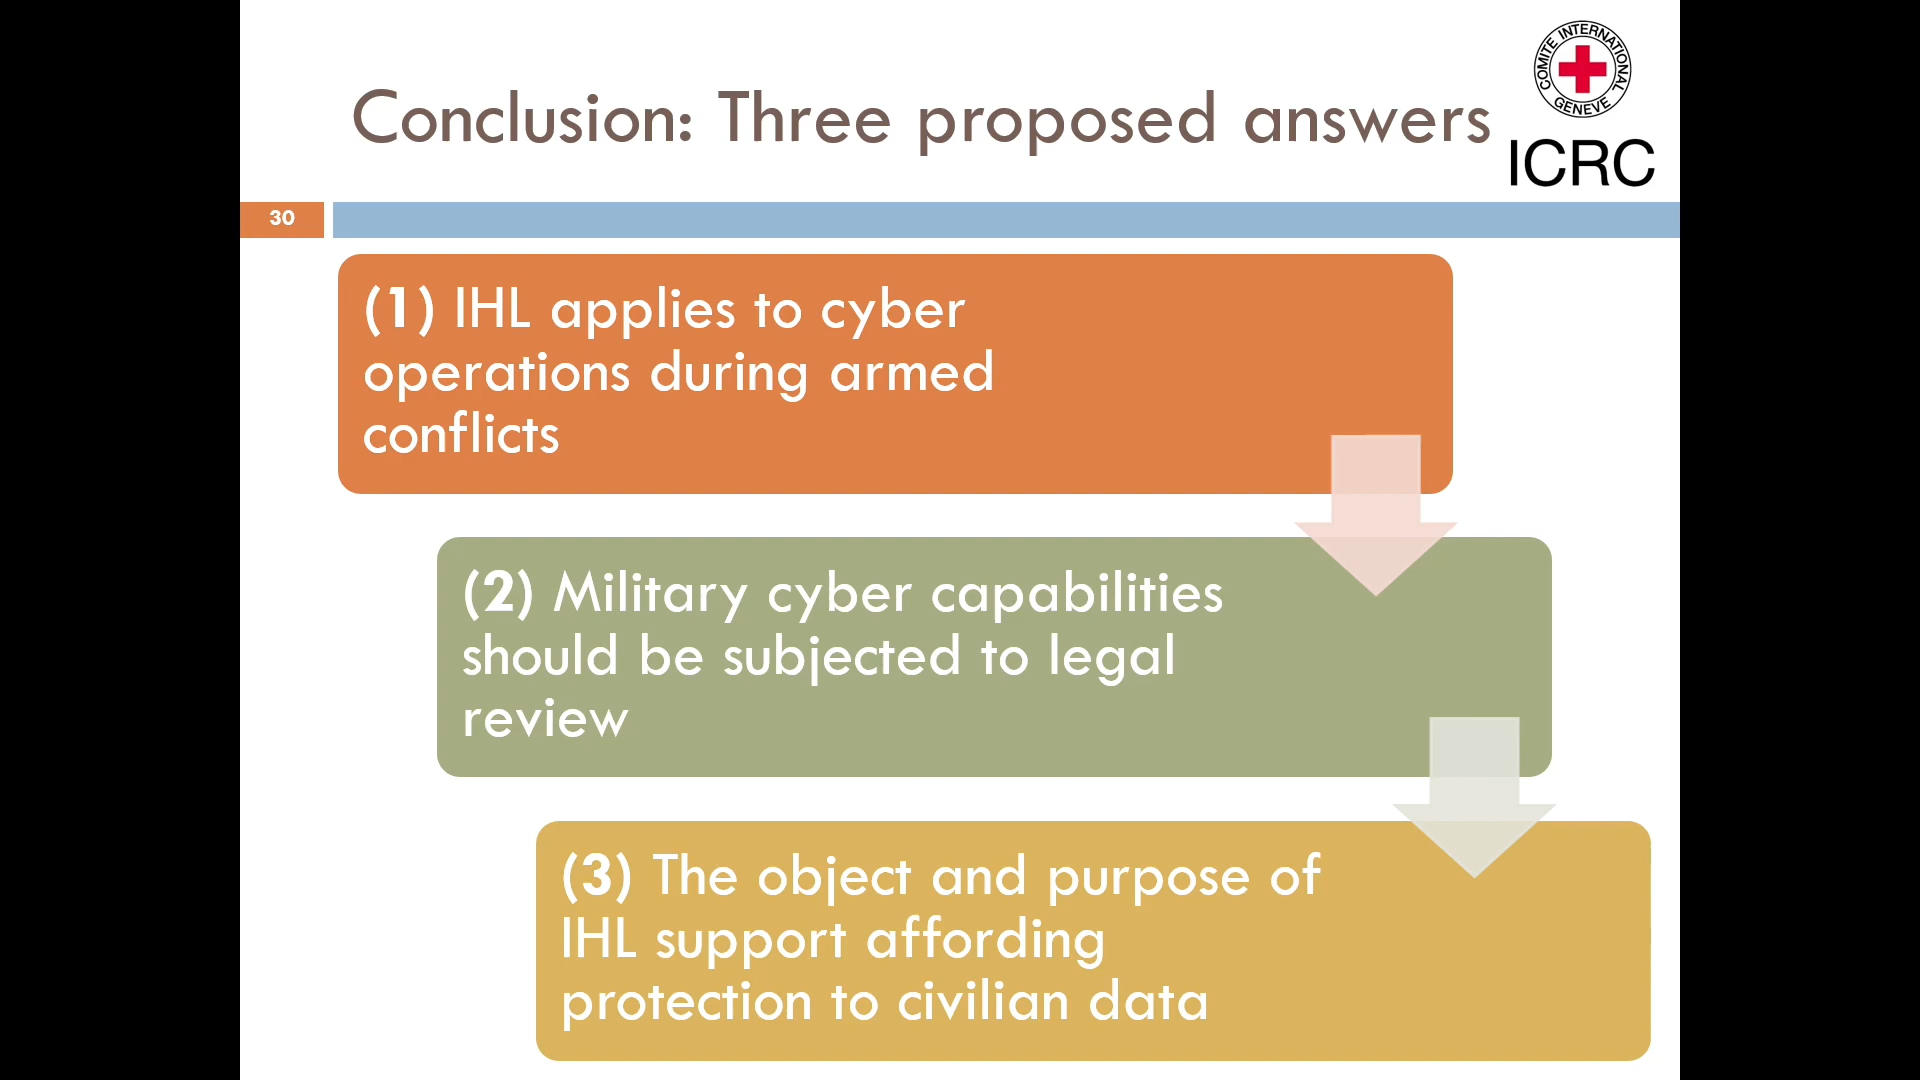 Conclusion: Three proposed answers
COMITE INTERNATIONAL
GENEVE
ICRC
30
(1) IHL applies to cyber
operations during armed
conflicts
(2) Military cyber capabilities
should be subjected to legal
review
(3) The object and purpose of
IHL support affording
protection to civilian data